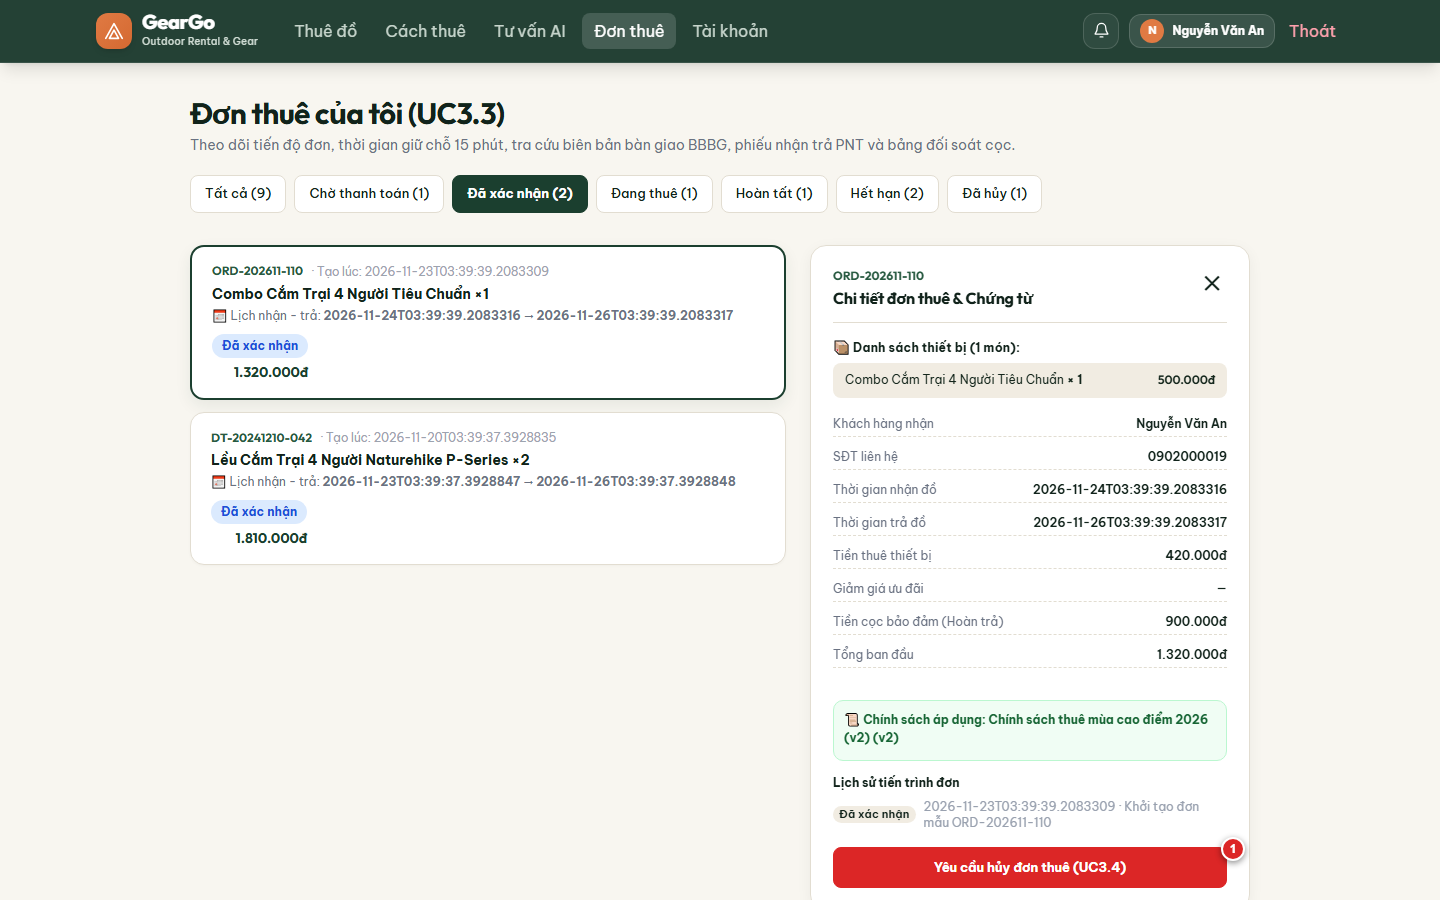 GearGo
Outdoor Rental & Gear
Thuê đồ
Cách thuê
Tư vấn AI
Đơn thuê
Tài khoản
N
Nguyễn Văn An
Thoát
Đơn thuê của tôi (UC3.3)
Theo dõi tiến độ đơn, thời gian giữ chỗ 15 phút, tra cứu biên bản bàn giao BBBG, phiếu nhận trả PNT và bảng đối soát cọc.
Tất cả (9)
Chờ thanh toán (1)
Đã xác nhận (2)
Đang thuê (1)
Hoàn tất (1)
Hết hạn (2)
Đã hủy (1)
ORD-202611-110 · Tạo lúc: 2026-11-23T03:39:39.2083309
Combo Cắm Trại 4 Người Tiêu Chuẩn ×1
Lịch nhận - trả: 2026-11-24T03:39:39.2083316 → 2026-11-26T03:39:39.2083317
Đã xác nhận
1.320.000đ
DT-20241210-042 · Tạo lúc: 2026-11-20T03:39:37.3928835
Lều Cắm Trại 4 Người Naturehike P-Series ×2
Lịch nhận - trả: 2026-11-23T03:39:37.3928847 → 2026-11-26T03:39:37.3928848
Đã xác nhận
1.810.000đ
ORD-202611-110
Chi tiết đơn thuê & Chứng từ
Danh sách thiết bị (1 món):
Combo Cắm Trại 4 Người Tiêu Chuẩn × 1 500.000đ
Khách hàng nhận Nguyễn Văn An
SĐT liên hệ 0902000019
Thời gian nhận đồ 2026-11-24T03:39:39.2083316
Thời gian trả đồ 2026-11-26T03:39:39.2083317
Tiền thuê thiết bị 420.000đ
Giảm giá ưu đãi –
Tiền cọc bảo đảm (Hoàn trả) 900.000đ
Tổng ban đầu 1.320.000đ
Chính sách áp dụng: Chính sách thuê mùa cao điểm 2026
(v2) (v2)
Lịch sử tiến trình đơn
Đã xác nhận 2026-11-23T03:39:39.2083309 · Khởi tạo đơn
mẫu ORD-202611-110
1
Yêu cầu hủy đơn thuê (UC3.4)